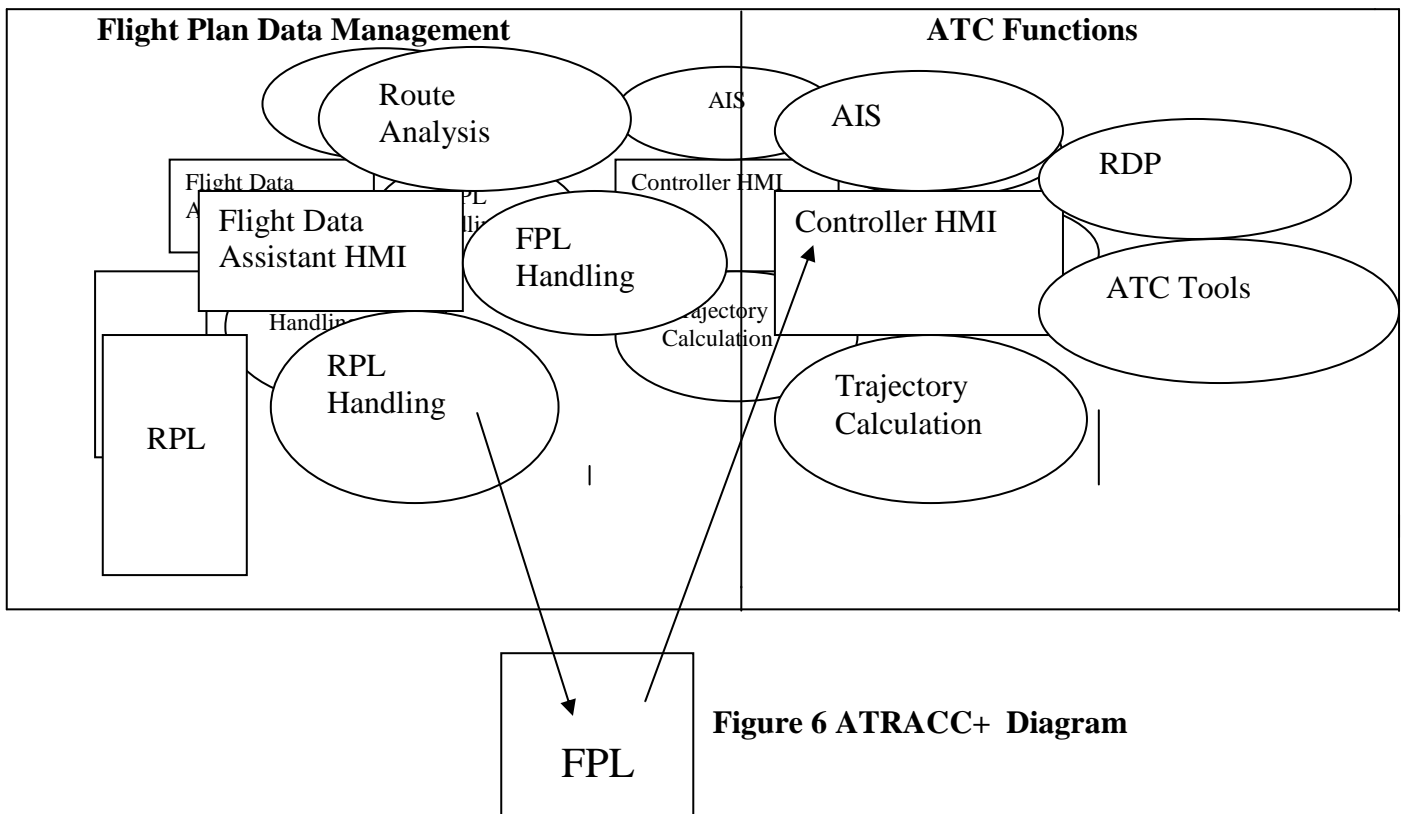 Flight Plan Data Management
ATC Functions
Route
Analysis
AIS
AIS
RDP
Flight Data
Controller HMI
Flight Data
Assistant HMI
FPL
Handling
Controller HMI
ATC Tools
Handling
Calculation
RPL
Handling
Trajectory
Calculation
RPL
Figure 6 ATRACC+ Diagram
FPL